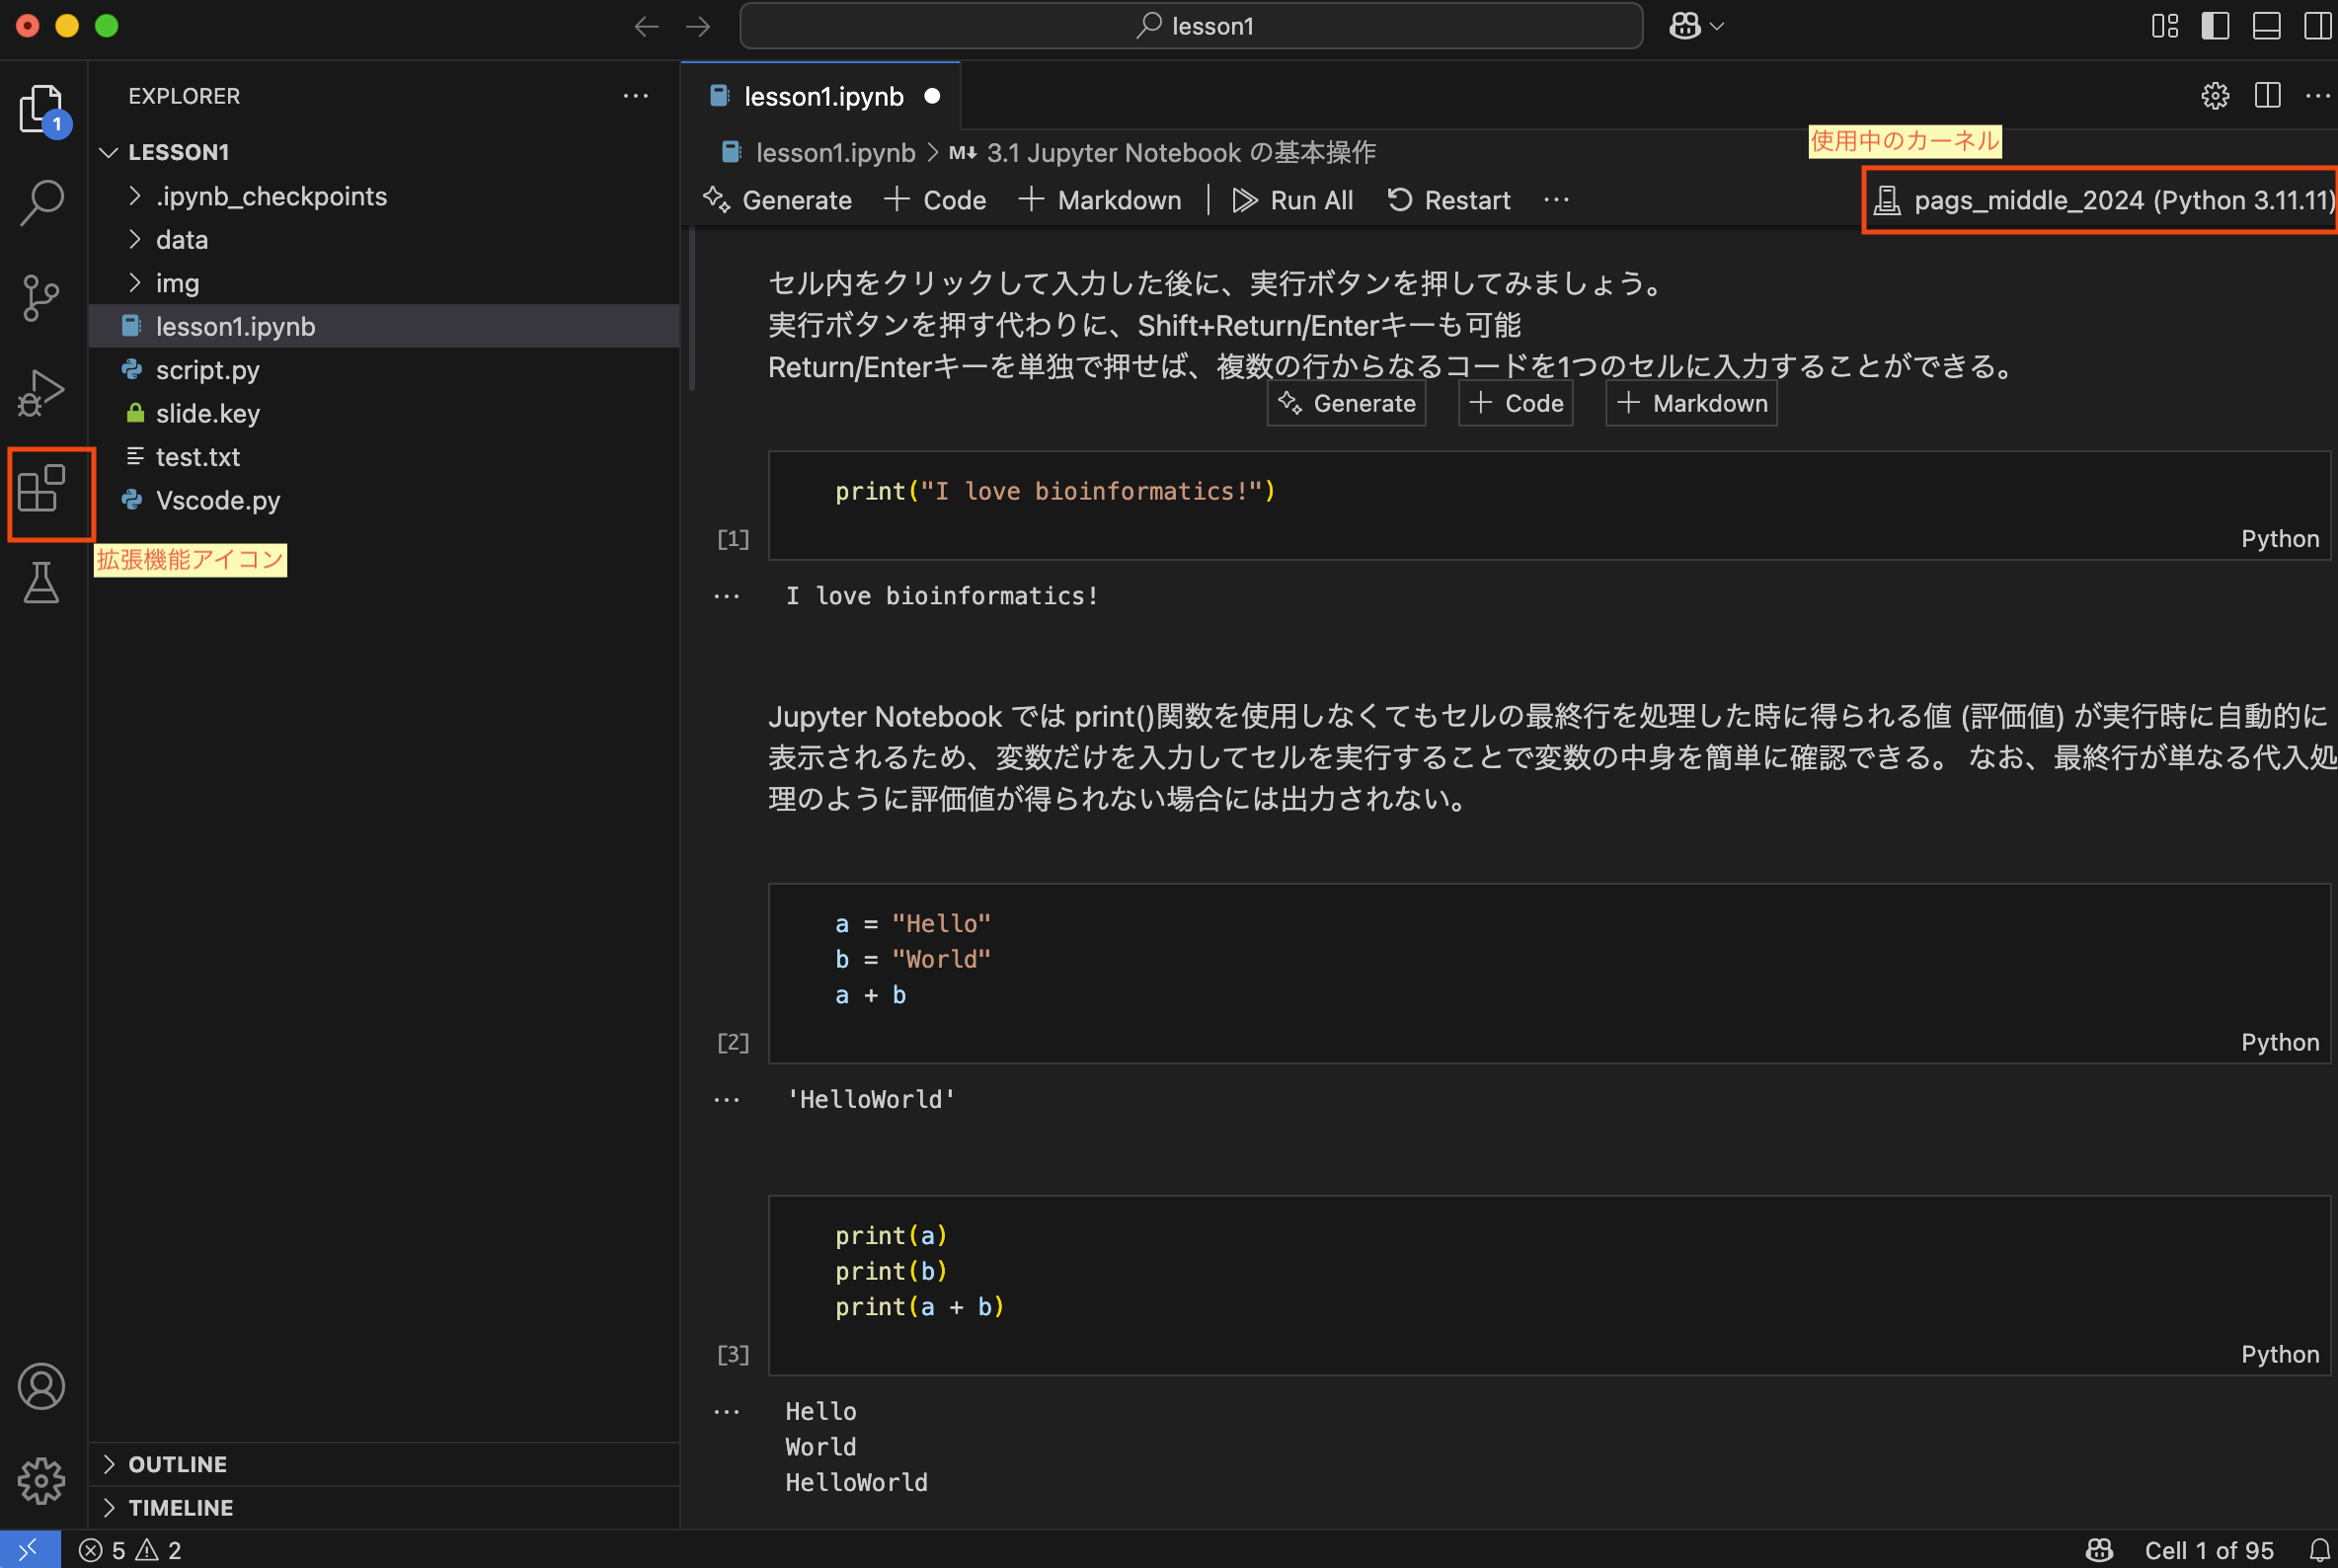 lesson1
EXPLORER
1
LESSON1
.ipynb_checkpoints
data
img
lesson1.ipynb
script.py
slide.key
test.txt
Vscode.py
拡張機能アイコン
OUTLINE
TIMELINE
lesson1.ipynb
lesson1.ipynb > M↓ 3.1 Jupyter Notebook の基本操作
使用中のカーネル
Generate + Code + Markdown | Run All Restart ...
pags_middle_2024 (Python 3.11.11)
セル内をクリックして入力した後に、実行ボタンを押してみましょう。
実行ボタンを押す代わりに、Shift+Return/Enterキーも可能
Return/Enterキーを単独で押せば、複数の行からなるコードを1つのセルに入力することができる。
Generate + Code + Markdown
print("I love bioinformatics!")
[1]
Python
I love bioinformatics!
Jupyter Notebook では print()関数を使用しなくてもセルの最終行を処理した時に得られる値 (評価値) が実行時に自動的に
表示されるため、変数だけを入力してセルを実行することで変数の中身を簡単に確認できる。 なお、最終行が単なる代入処
理のように評価値が得られない場合には出力されない。
a = "Hello"
b = "World"
a + b
[2]
Python
'HelloWorld'
print(a)
print(b)
print(a + b)
[3]
Python
Hello
World
HelloWorld
5 2
Cell 1 of 95